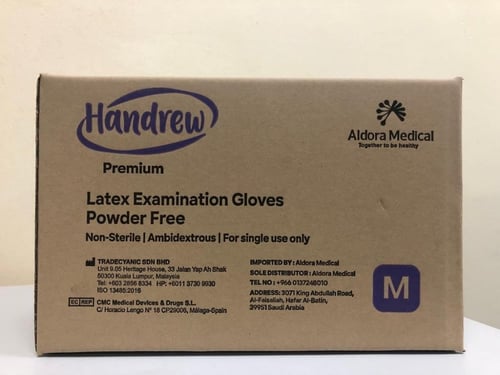 Handrew
Premium
Aldora Medical
Together to be healthy
Latex Examination Gloves
Powder Free
Non-Sterile | Ambidextrous | For single use only
TRADECYANIC SDN BHD
Unit 9.05 Heritage House, 33 Jalan Yap Ah Shak
50300 Kuala Lumpur, Malaysia
Tel: +603 2856 8334 HP: +6011 3730 9930
ISO 13485:2016
EC REP CMC Medical Devices & Drugs S.L.
C/ Horacio Lengo Nº 18 CP29006, Málaga-Spain
IMPORTED BY: Aldora Medical
SOLE DISTRIBUTOR: Aldora Medical
TEL NO: +966 0137248010
ADDRESS: 3071 King Abdullah Road,
Al-Faisaliah, Hafar Al-Batin,
39951 Saudi Arabia
M